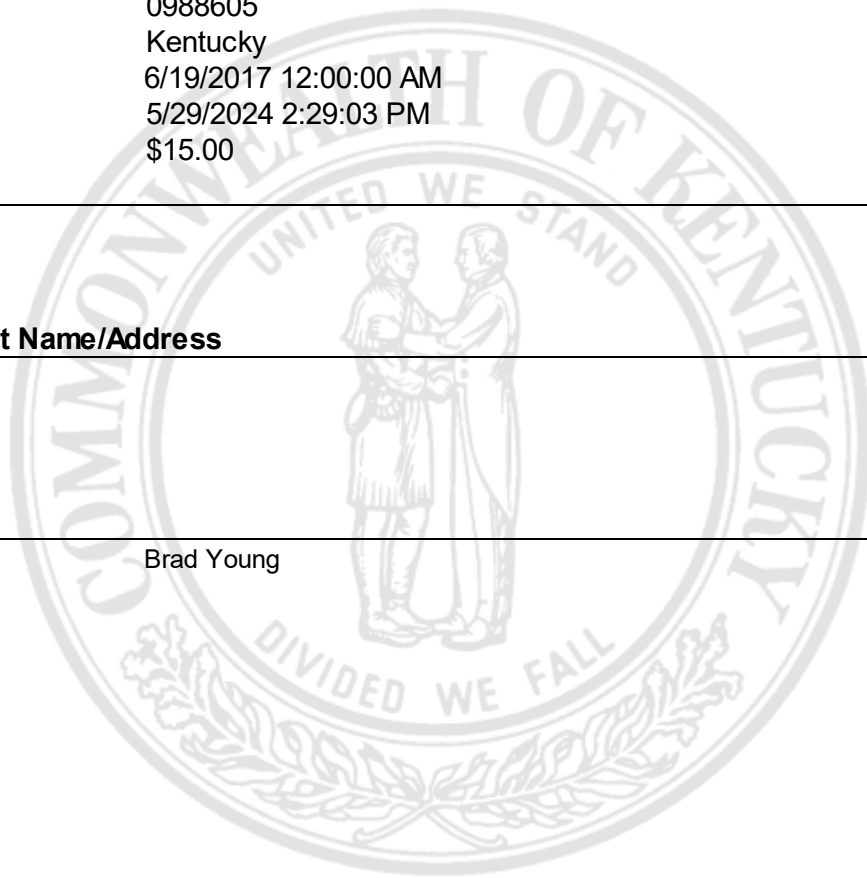 0988605
Kentucky
6/19/2017 12:00:00 AM
5/29/2024 2:29:03 PM
$15.00
t Name/Address
Brad Young
COMMONWEALTH OF KENTUCKY
UNITED WE STAND
DIVIDED WE FALL